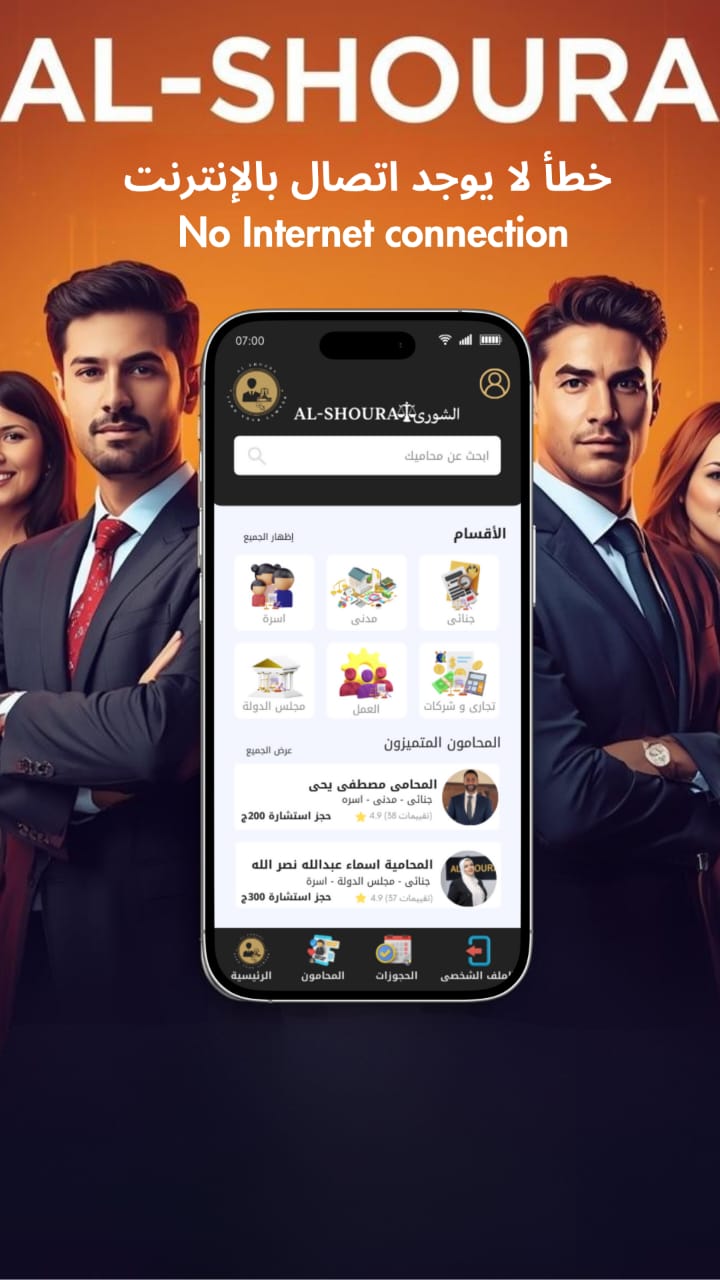 AL-SHOURA
خطأ لا يوجد اتصال بالإنترنت
No Internet connection
07:00
AL-SHOURA الشورى
ابحث عن محاميك
الأقسام
إظهار الجميع
جنائى
مدنى
اسرة
تجارى و شركات
العمل
مجلس الدولة
المحامون المتميزون
عرض الجميع
المحامى مصطفى يحى
جنائى - مدنى - اسره
4.9 (58 تقييمات)
حجز استشارة 200ج
المحامية اسماء عبدالله نصر الله
جنائى - مجلس الدولة - اسرة
4.9 (57 تقييمات)
حجز استشارة 300ج
املف الشخصى
الحجوزات
المحامون
الرئيسية